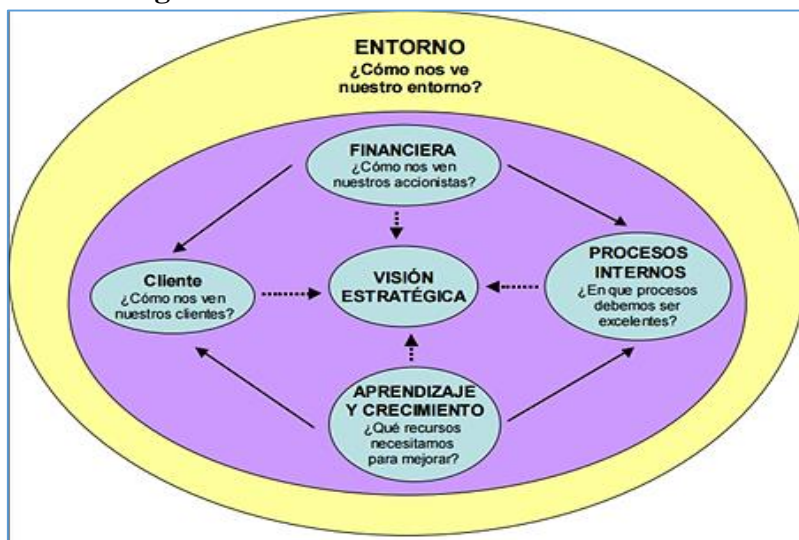 ENTORNO
¿Cómo nos ve
nuestro entorno?
FINANCIERA
¿Cómo nos ven
nuestros accionistas?
Cliente
¿Cómo nos ven
nuestros clientes?
VISIÓN
ESTRATÉGICA
PROCESOS
INTERNOS
¿En que procesos
debemos ser
excelentes?
APRENDIZAJE
Y CRECIMIENTO
¿Qué recursos
necesitamos
para mejorar?